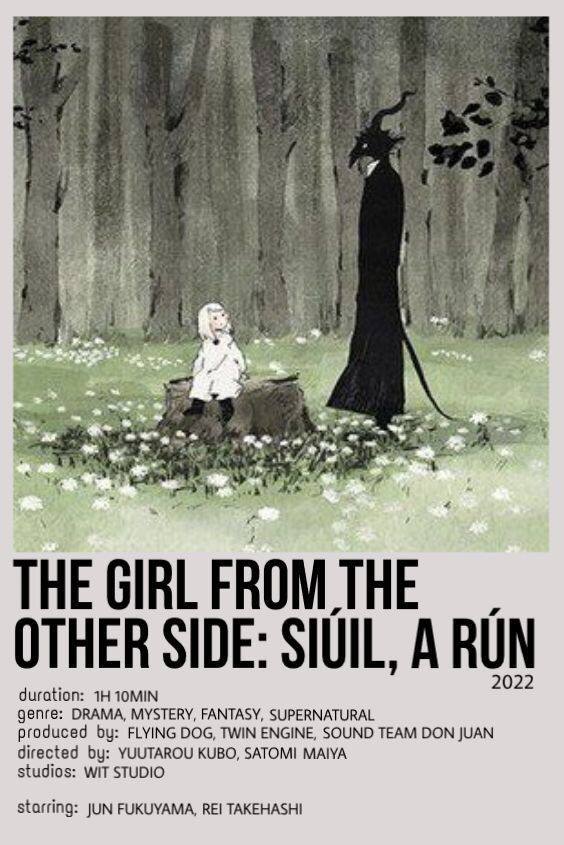 THE GIRL FROM THE
OTHER SIDE: SIÚIL, A RÚN
2022
duration: 1H 10MIN
genre: DRAMA, MYSTERY, FANTASY, SUPERNATURAL
produced by: FLYING DOG, TWIN ENGINE, SOUND TEAM DON JUAN
directed by: YUUTAROU KUBO, SATOMI MAIYA
studios: WIT STUDIO
starring: JUN FUKUYAMA, REI TAKEHASHI